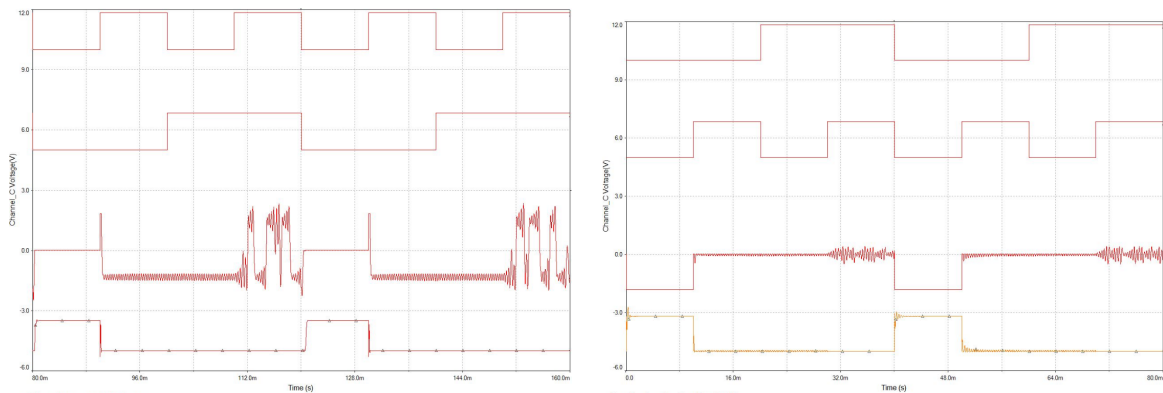 12.0
9.0
6.0
3.0
0.0
-3.0
-6.0
Channel_C Voltage(V)
80.0m
96.0m
112.0m
128.0m
144.0m
160.0m
Time (s)
12.0
9.0
6.0
3.0
0.0
-3.0
-6.0
Channel_C Voltage(V)
0.0
16.0m
32.0m
48.0m
64.0m
80.0m
Time (s)